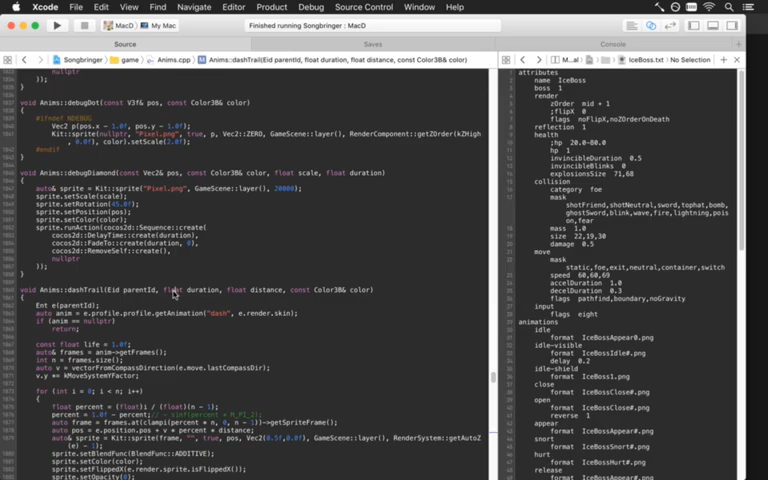 Xcode File Edit View Find Navigate Editor Product Debug Source Control Window Help
MacD My Mac Finished running Songbringer : MacD
Source Saves Console
Songbringer game Anims.cpp Anims::dashTrail(Eid parentId, float duration, float distance, const Color3B& color)
M...al IceBoss.txt No Selection
nullptr
));
}
void Anims::debugDot(const V3f& pos, const Color3B& color)
{
#ifndef NDEBUG
Vec2 p(pos.x - 1.0f, pos.y - 1.0f);
Kit::sprite(nullptr, "Pixel.png", true, p, Vec2::ZERO, GameScene::layer(), RenderComponent::getZOrder(kZHigh
, 0.0f), color).setScale(2.0f);
#endif
}
void Anims::debugDiamond(const Vec2& pos, const Color3B& color, float scale, float duration)
{
auto& sprite = Kit::sprite("Pixel.png", GameScene::layer(), 20000);
sprite.setScale(scale);
sprite.setRotation(45.0f);
sprite.setPosition(pos);
sprite.setColor(color);
sprite.runAction(cocos2d::Sequence::create(
cocos2d::DelayTime::create(duration),
cocos2d::FadeTo::create(duration, 0),
cocos2d::RemoveSelf::create(),
nullptr
));
}
void Anims::dashTrail(Eid parentId, float duration, float distance, const Color3B& color)
{
Ent e(parentId);
auto anim = e.profile.profile.getAnimation("dash", e.render.skin);
if (anim == nullptr)
return;
const float life = 1.0f;
auto& frames = anim->getFrames();
int n = frames.size();
auto v = vectorFromCompassDirection(e.move.lastCompassDir);
v.y *= kMoveSystemYFactor;
for (int i = 0; i < n; i++)
{
float percent = (float)i / (float)(n - 1);
percent = 1.0f - percent;// - sinf(percent * M_PI_2);
auto frame = frames.at(clampi(percent * n, 0, n - 1))->getSpriteFrame();
auto pos = e.position.pos + v * percent * distance;
auto& sprite = Kit::sprite(frame, "", true, pos, Vec2(0.5f,0.0f), GameScene::layer(), RenderSystem::getAutoZ
(e) - 1);
sprite.setBlendFunc(BlendFunc::ADDITIVE);
sprite.setColor(color);
sprite.setFlippedX(e.render.sprite.isFlippedX());
sprite.setOpacity(0);
attributes
name IceBoss
boss 1
render
zOrder mid + 1
;flipX 0
flags noFlipX,noZOrderOnDeath
reflection 1
health
;hp 20.0-80.0
hp 1
invincibleDuration 0.5
invincibleBlinks 0
explosionsSize 71,68
collision
category foe
mask
shotFriend,shotNeutral,sword,tophat,bomb,
ghostSword,blink,wave,fire,lightning,poison,fear
mass 1.0
size 22,19,30
damage 0.5
move
mask
static,foe,exit,neutral,container,switch
speed 60,60,69
accelDuration 1.0
decelDuration 0.3
flags pathfind,boundary,noGravity
input
flags eight
animations
idle
format IceBossAppear0.png
idle-visible
format IceBossIdle#.png
delay 0.2
idle-shield
format IceBoss1.png
close
format IceBossClose#.png
open
format IceBossClose#.png
reverse 1
appear
format IceBossAppear#.png
snort
format IceBossSnort#.png
hurt
format IceBossHurt#.png
release
format IceBossAppear#.png